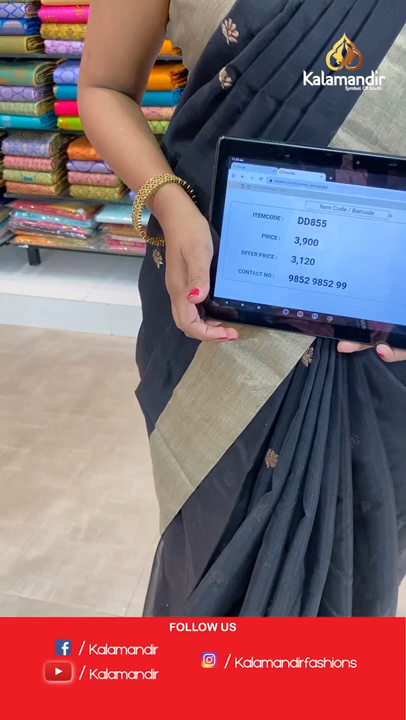 Kalamandir
Symbol Of South
Item Code / Barcode
ITEMCODE : DD855
PRICE : 3,900
OFFER PRICE : 3,120
CONTACT NO : 9852 9852 99
FOLLOW US
/ Kalamandir
/ Kalamandir
/ Kalamandirfashions